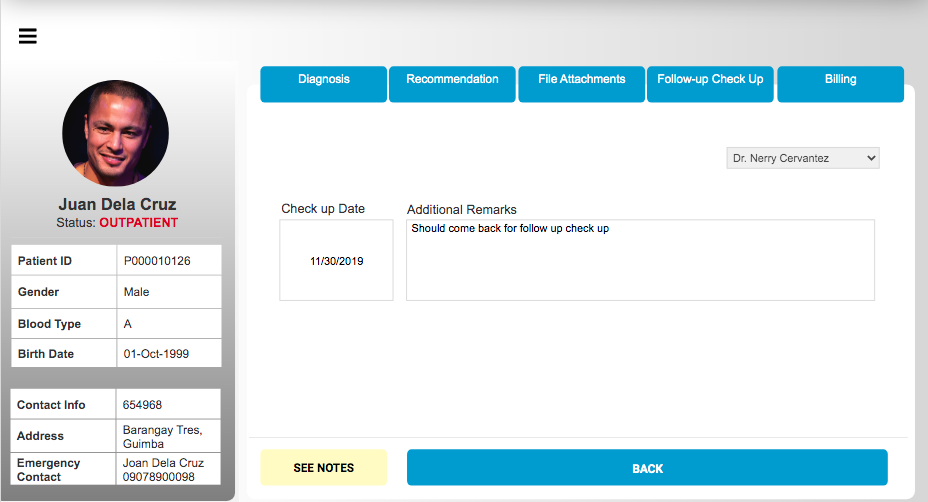 Diagnosis
Recommendation
File Attachments
Follow-up Check Up
Billing
Dr. Nerry Cervantez
Juan Dela Cruz
Status: OUTPATIENT
Patient ID P000010126
Gender Male
Blood Type A
Birth Date 01-Oct-1999
Contact Info 654968
Address Barangay Tres,
Guimba
Emergency Contact Joan Dela Cruz
09078900098
Check up Date
11/30/2019
Additional Remarks
Should come back for follow up check up
SEE NOTES
BACK